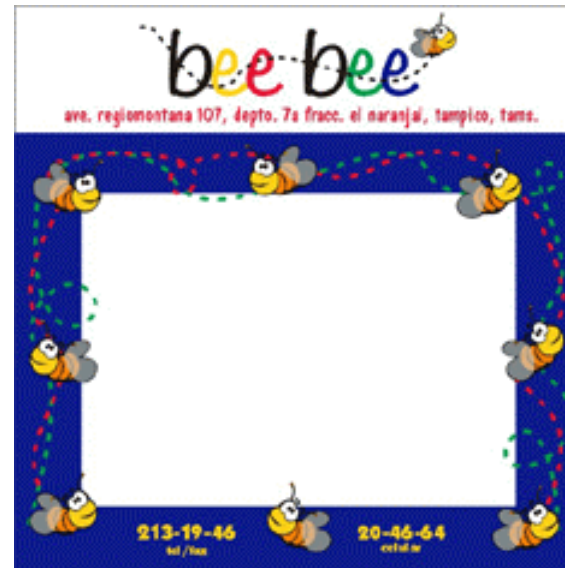 bee bee
ave. regiomontana 107, depto. 7a fracc. el naranjal, tampico, tams.
213-19-46 20-46-64
tel/fax celular